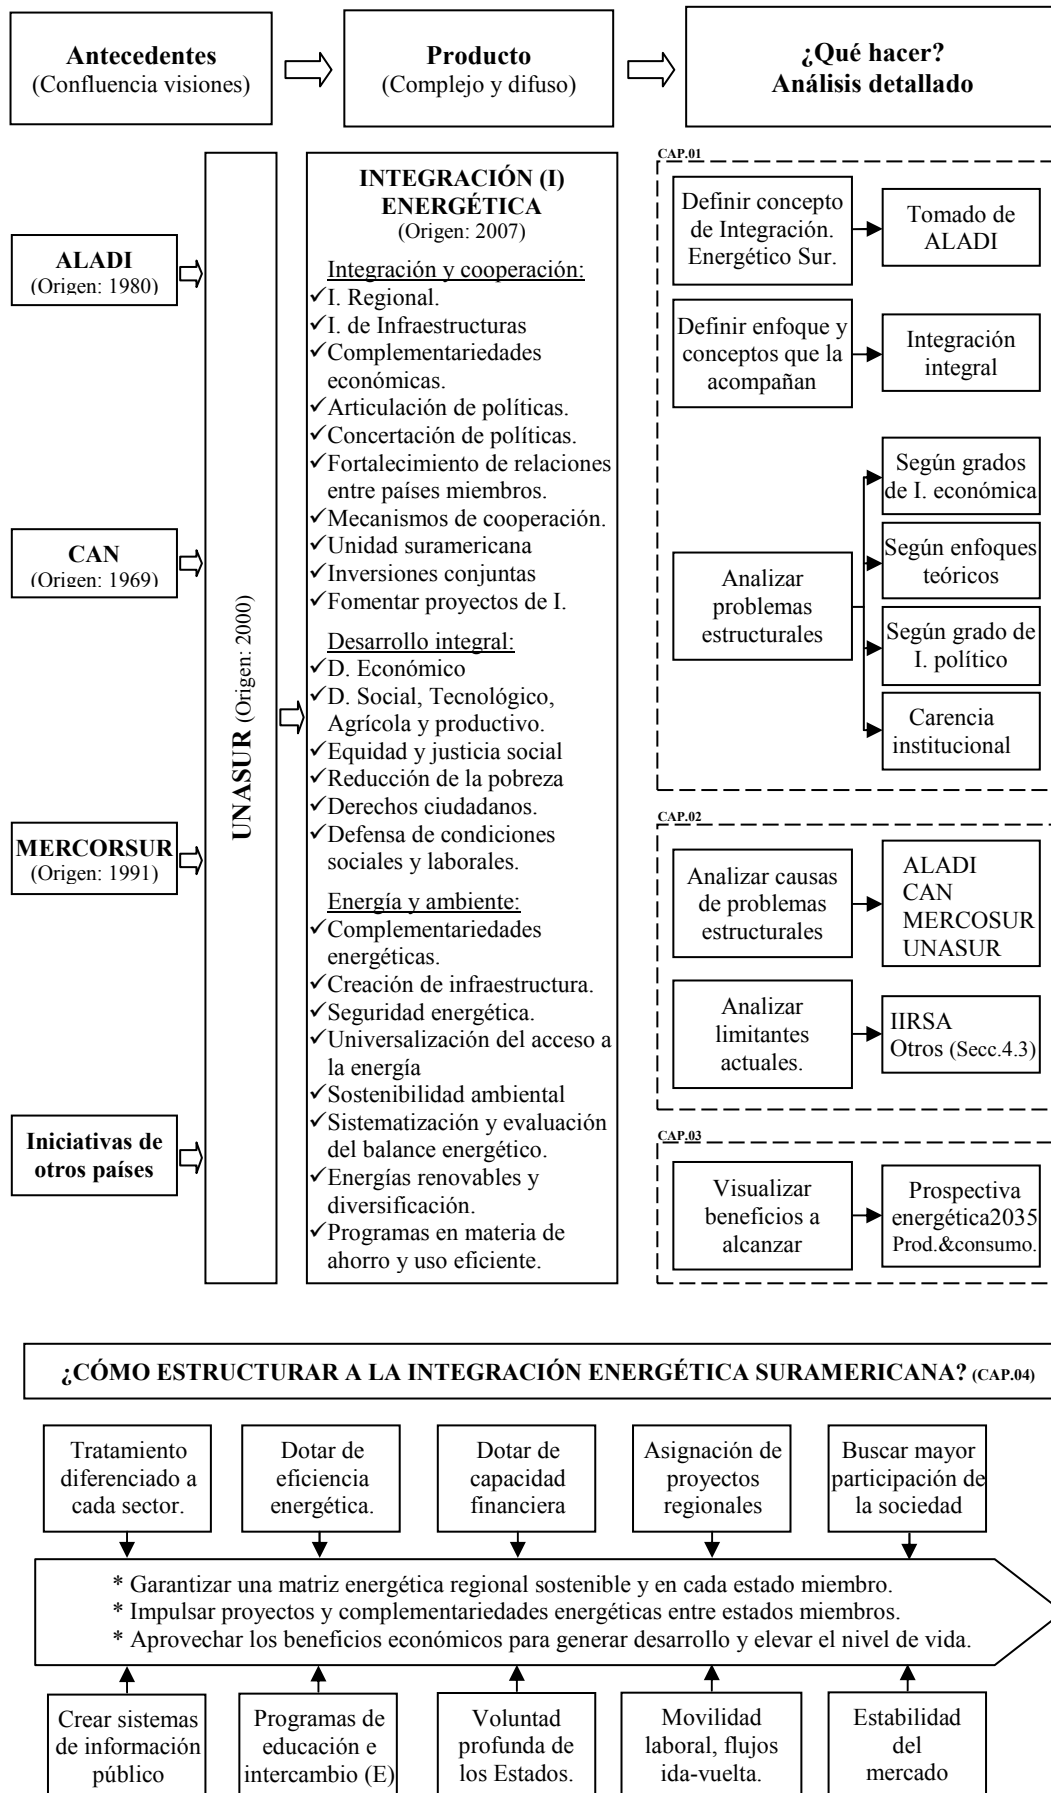 Antecedentes
(Confluencia visiones)
Producto
(Complejo y difuso)
¿Qué hacer?
Análisis detallado
ALADI
(Origen: 1980)
CAN
(Origen: 1969)
MERCORSUR
(Origen: 1991)
Iniciativas de
otros países
UNASUR (Origen: 2000)
INTEGRACIÓN (I)
ENERGÉTICA
(Origen: 2007)
Integración y cooperación:
✓I. Regional.
✓I. de Infraestructuras
✓Complementariedades
económicas.
✓Articulación de políticas.
✓Concertación de políticas.
✓Fortalecimiento de relaciones
entre países miembros.
✓Mecanismos de cooperación.
✓Unidad suramericana
✓Inversiones conjuntas
✓Fomentar proyectos de I.
Desarrollo integral:
✓D. Económico
✓D. Social, Tecnológico,
Agrícola y productivo.
✓Equidad y justicia social
✓Reducción de la pobreza
✓Derechos ciudadanos.
✓Defensa de condiciones
sociales y laborales.
Energía y ambiente:
✓Complementariedades
energéticas.
✓Creación de infraestructura.
✓Seguridad energética.
✓Universalización del acceso a
la energía
✓Sostenibilidad ambiental
✓Sistematización y evaluación
del balance energético.
✓Energías renovables y
diversificación.
✓Programas en materia de
ahorro y uso eficiente.
CAP.01
Definir concepto
de Integración.
Energético Sur.
Tomado de
ALADI
Definir enfoque y
conceptos que la
acompañan
Integración
integral
Analizar
problemas
estructurales
Según grados
de I. económica
Según enfoques
teóricos
Según grado de
I. político
Carencia
institucional
CAP.02
Analizar causas
de problemas
estructurales
ALADI
CAN
MERCOSUR
UNASUR
Analizar
limitantes
actuales.
IIRSA
Otros (Secc.4.3)
CAP.03
Visualizar
beneficios a
alcanzar
Prospectiva
energética2035
Prod.&consumo.
¿CÓMO ESTRUCTURAR A LA INTEGRACIÓN ENERGÉTICA SURAMERICANA? (CAP.04)
Tratamiento
diferenciado a
cada sector.
Dotar de
eficiencia
energética.
Dotar de
capacidad
financiera
Asignación de
proyectos
regionales
Buscar mayor
participación de
la sociedad
* Garantizar una matriz energética regional sostenible y en cada estado miembro.
* Impulsar proyectos y complementariedades energéticas entre estados miembros.
* Aprovechar los beneficios económicos para generar desarrollo y elevar el nivel de vida.
Crear sistemas
de información
público
Programas de
educación e
intercambio (E)
Voluntad
profunda de
los Estados.
Movilidad
laboral, flujos
ida-vuelta.
Estabilidad
del
mercado